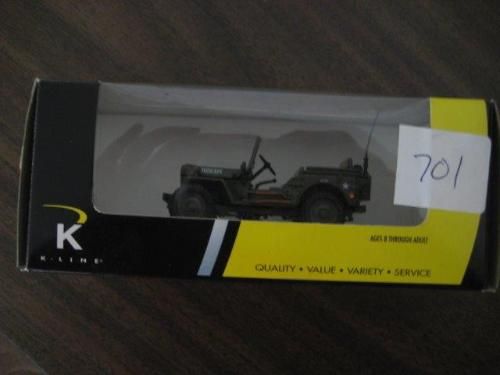 701
K
K-LINE®
AGES 8 THROUGH ADULT
QUALITY • VALUE • VARIETY • SERVICE